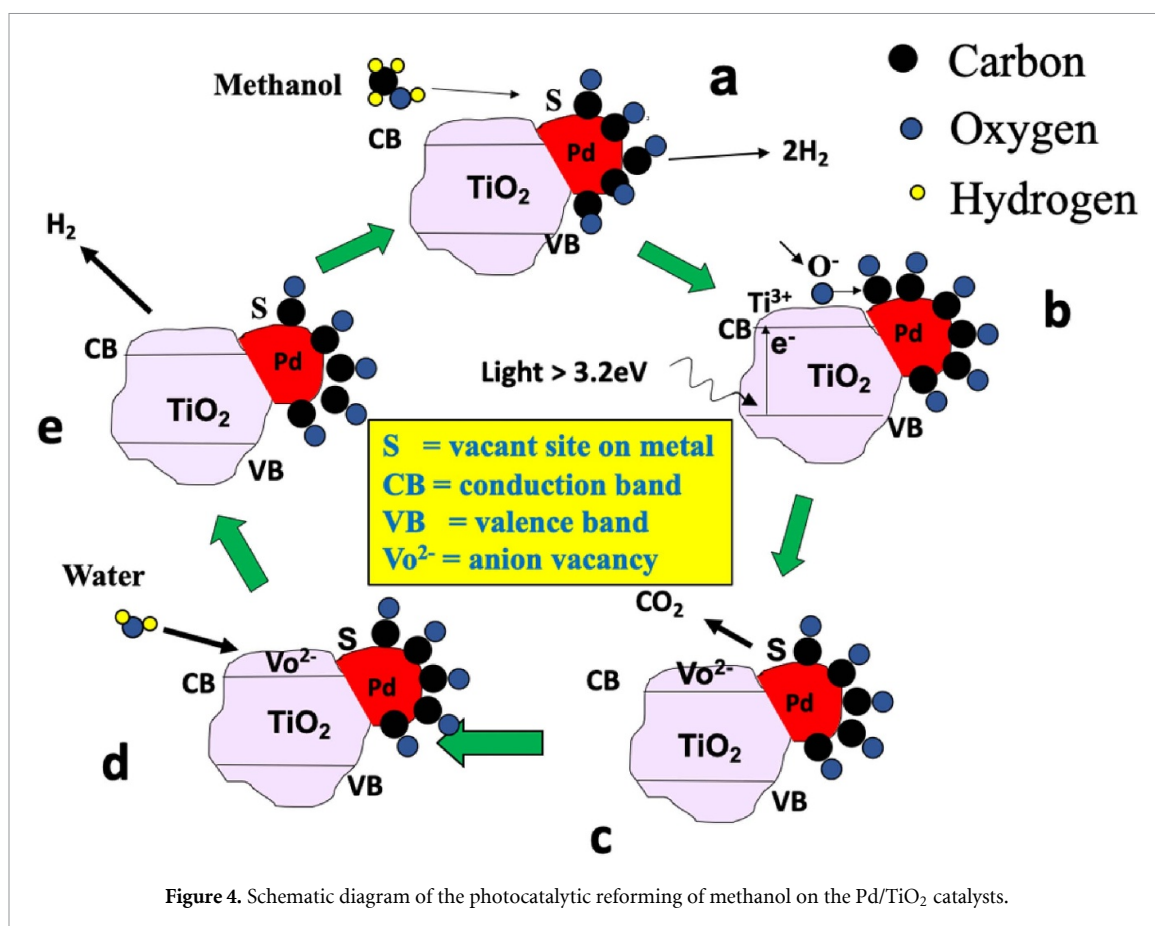 Methanol
S
a
CB
Pd
TiO₂
VB
2H₂
Carbon
Oxygen
Hydrogen
O⁻
Ti³⁺
CB
e⁻
Pd
TiO₂
VB
b
Light > 3.2eV
S = vacant site on metal
CB = conduction band
VB = valence band
Vo²⁻ = anion vacancy
CO₂
S
CB
Vo²⁻
Pd
TiO₂
VB
c
Water
S
Vo²⁻
CB
Pd
TiO₂
VB
d
H₂
S
CB
Pd
TiO₂
VB
e
Figure 4. Schematic diagram of the photocatalytic reforming of methanol on the Pd/TiO₂ catalysts.